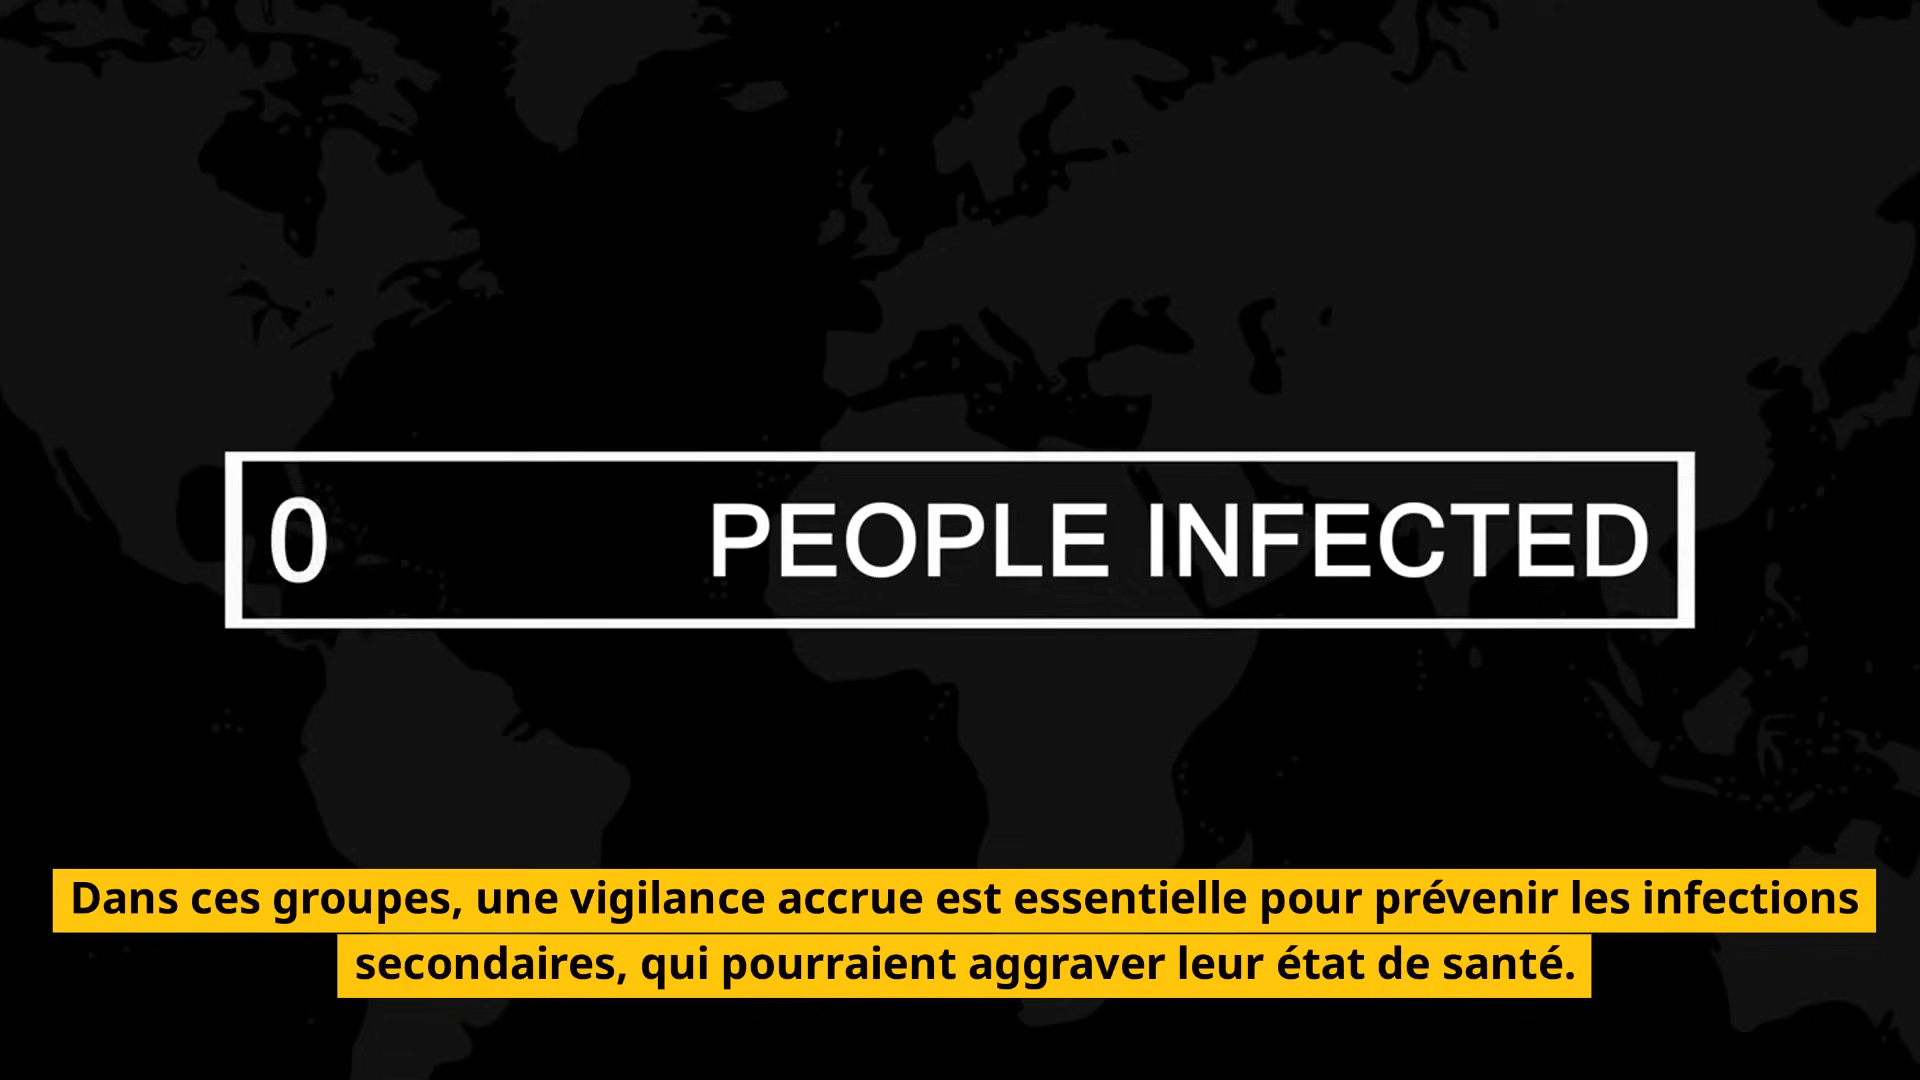 0 PEOPLE INFECTED
Dans ces groupes, une vigilance accrue est essentielle pour prévenir les infections
secondaires, qui pourraient aggraver leur état de santé.